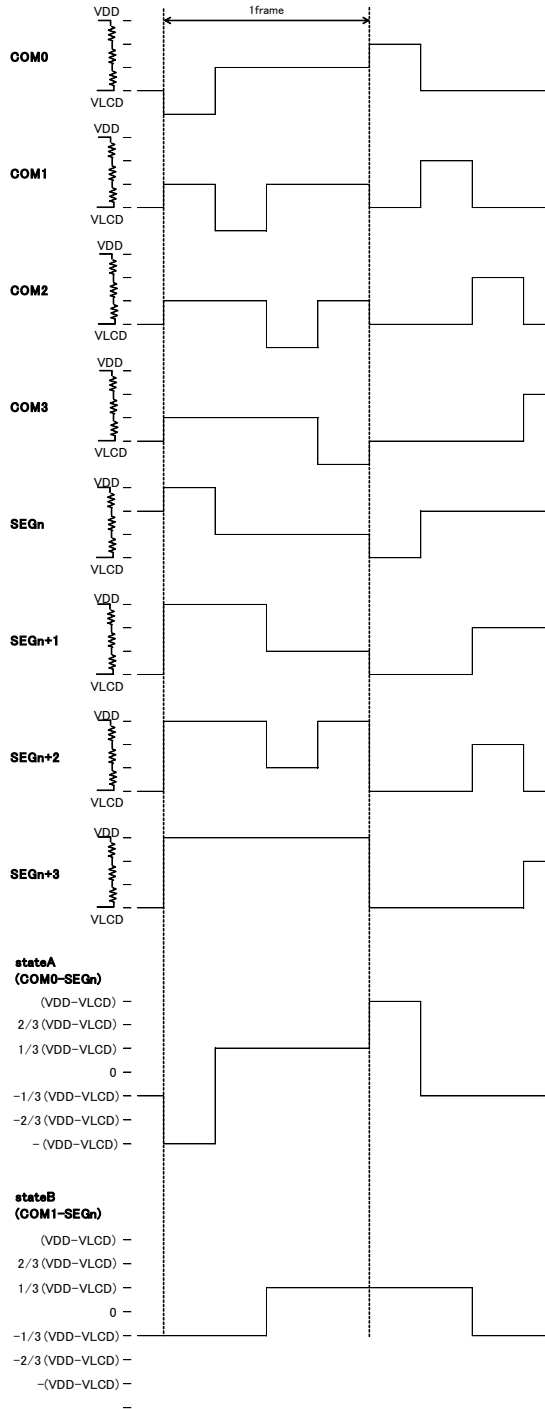 VDD
1frame
COM0
VLCD
VDD
COM1
VLCD
VDD
COM2
VLCD
VDD
COM3
VLCD
VDD
SEGn
VLCD
VDD
SEGn+1
VLCD
VDD
SEGn+2
VLCD
VDD
SEGn+3
VLCD
stateA
(COM0-SEGn)
(VDD-VLCD)
2/3(VDD-VLCD)
1/3(VDD-VLCD)
0
-1/3(VDD-VLCD)
-2/3(VDD-VLCD)
-(VDD-VLCD)
stateB
(COM1-SEGn)
(VDD-VLCD)
2/3(VDD-VLCD)
1/3(VDD-VLCD)
0
-1/3(VDD-VLCD)
-2/3(VDD-VLCD)
-(VDD-VLCD)